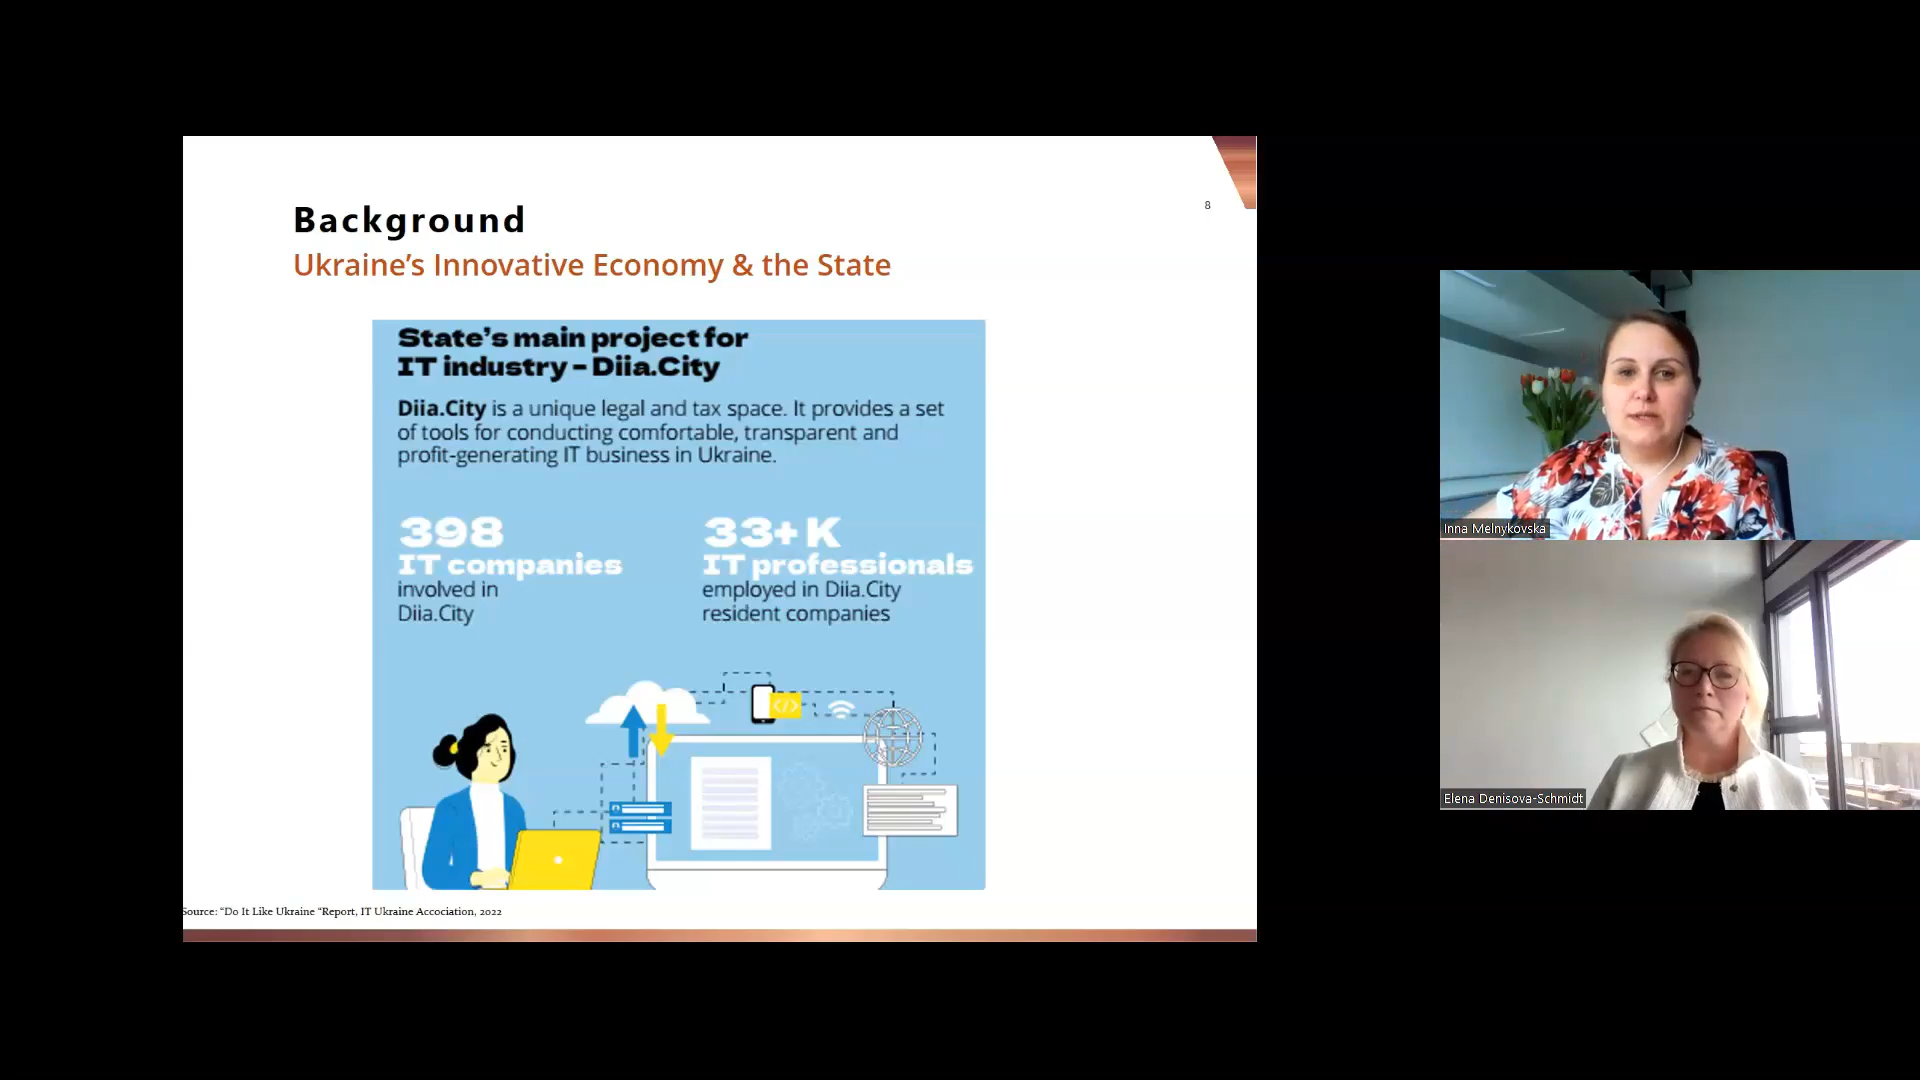 8
Background
Ukraine’s Innovative Economy & the State
State’s main project for
IT industry – Diia.City
Diia.City is a unique legal and tax space. It provides a set
of tools for conducting comfortable, transparent and
profit-generating IT business in Ukraine.
398
IT companies
involved in
Diia.City
33+ K
IT professionals
employed in Diia.City
resident companies
</>
Source: “Do It Like Ukraine “Report, IT Ukraine Accociation, 2022
Inna Melnykovska
Elena Denisova-Schmidt